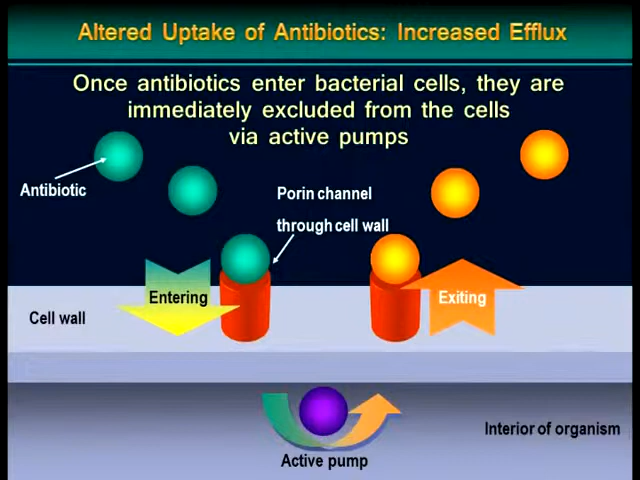 Altered Uptake of Antibiotics: Increased Efflux
Once antibiotics enter bacterial cells, they are
immediately excluded from the cells
via active pumps
Antibiotic
Porin channel
through cell wall
Entering
Exiting
Cell wall
Interior of organism
Active pump